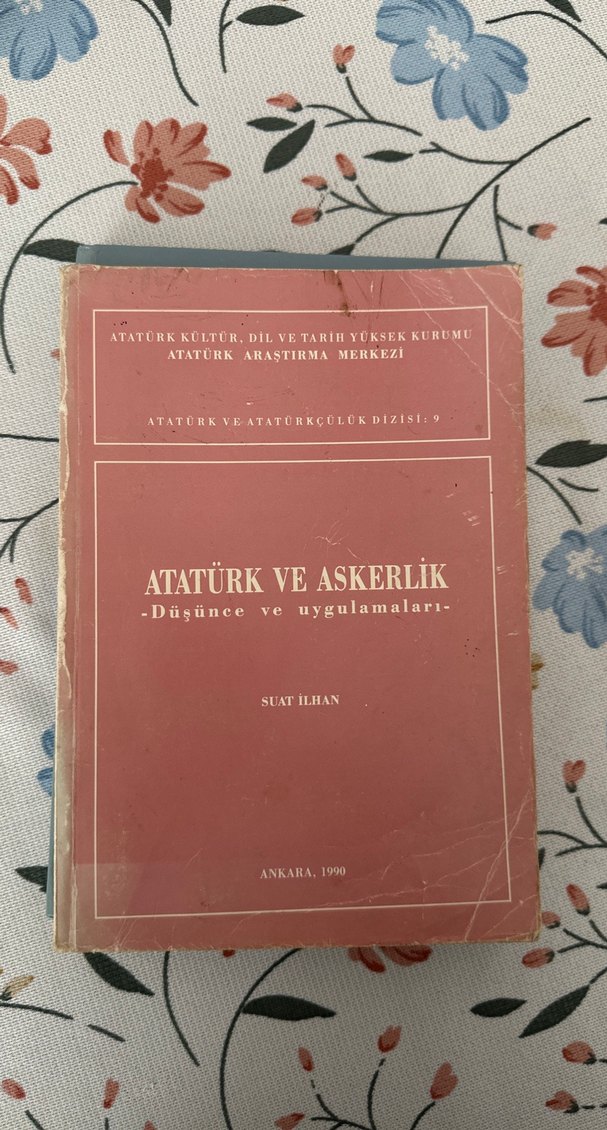 ATATÜRK KÜLTÜR, DİL VE TARİH YÜKSEK KURUMU
ATATÜRK ARAŞTIRMA MERKEZİ
ATATÜRK VE ATATÜRKÇÜLÜK DİZİSİ: 9
ATATÜRK VE ASKERLİK
-Düşünce ve uygulamaları-
SUAT İLHAN
ANKARA, 1990